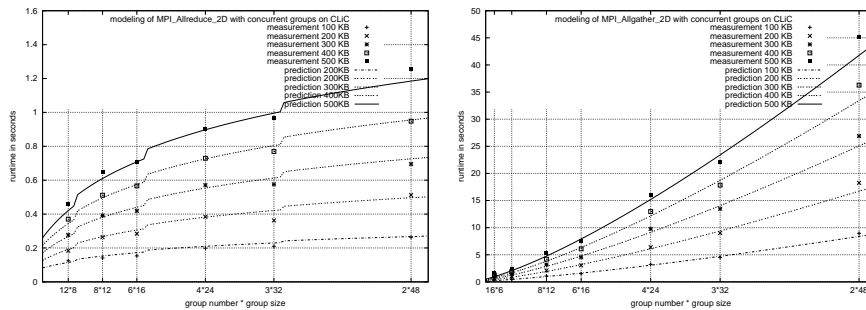 modeling of MPI_Allreduce_2D with concurrent groups on CLiC
measurement 100 KB
measurement 200 KB
measurement 300 KB
measurement 400 KB
measurement 500 KB
prediction 200KB
prediction 200KB
prediction 300KB
prediction 400KB
prediction 500KB
runtime in seconds
1.6
1.4
1.2
1
0.8
0.6
0.4
0.2
0
12*8 8*12 6*16 4*24 3*32 2*48
group number * group size
modeling of MPI_Allgather_2D with concurrent groups on CLiC
measurement 100 KB
measurement 200 KB
measurement 300 KB
measurement 400 KB
measurement 500 KB
prediction 100 KB
prediction 200 KB
prediction 300 KB
prediction 400 KB
prediction 500 KB
runtime in seconds
50
45
40
35
30
25
20
15
10
5
0
16*6 8*12 6*16 4*24 3*32 2*48
group number * group size